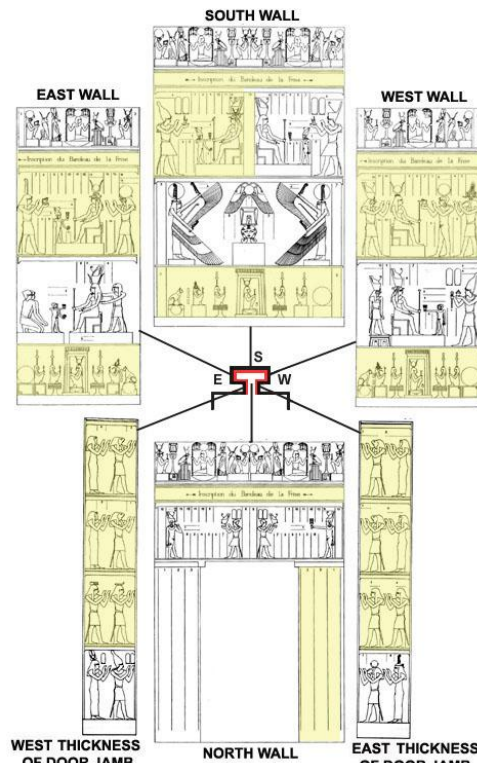 SOUTH WALL
EAST WALL
WEST WALL
Inscription du Bandeau de la Frise
Inscription du Bandeau de la Frise
Inscription du Bandeau de la Frise
S
E
W
Inscription du Bandeau de la Frise
WEST THICKNESS
OF DOOR JAMB
NORTH WALL
EAST THICKNESS
OF DOOR JAMB